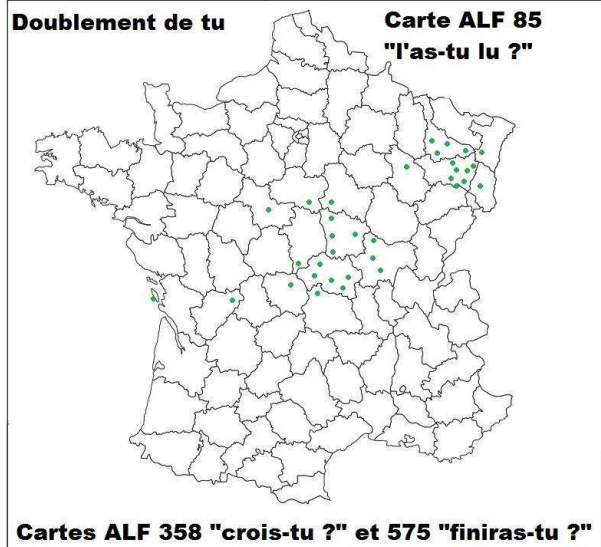 Doublement de tu
Carte ALF 85
"l'as-tu lu ?"
Cartes ALF 358 "crois-tu ?" et 575 "finiras-tu ?"